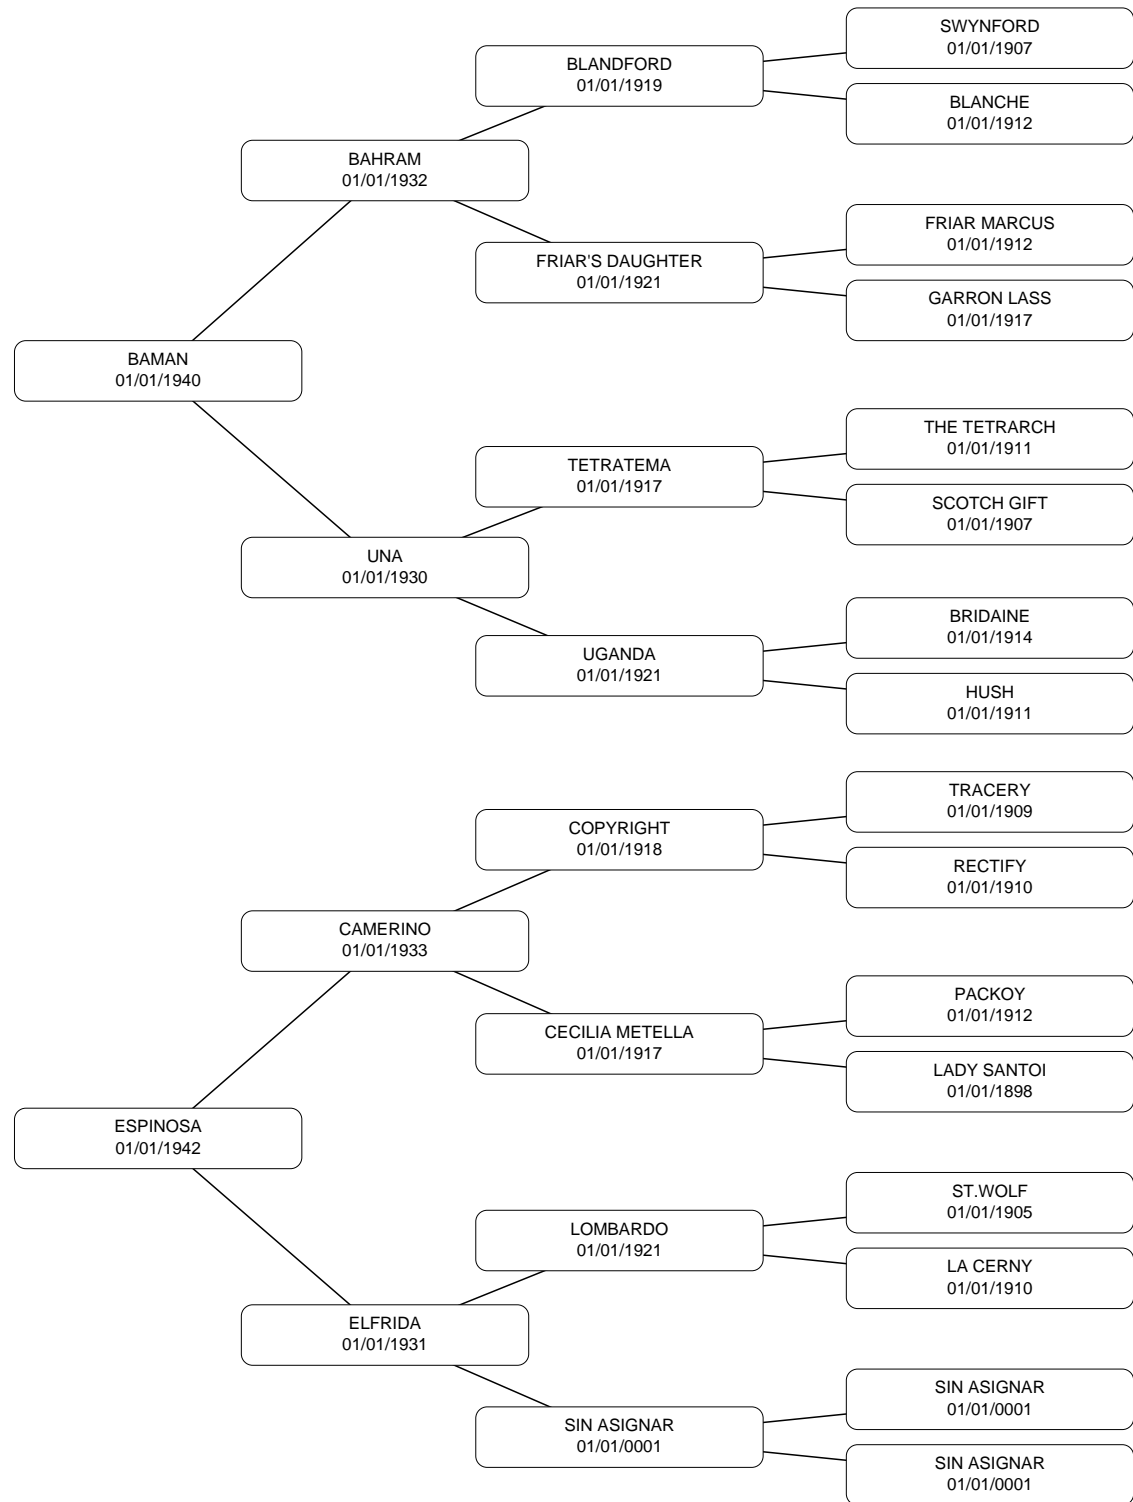 SWYNFORD
01/01/1907
BLANDFORD
01/01/1919
BLANCHE
01/01/1912
BAHRAM
01/01/1932
FRIAR MARCUS
01/01/1912
FRIAR'S DAUGHTER
01/01/1921
GARRON LASS
01/01/1917
BAMAN
01/01/1940
THE TETRARCH
01/01/1911
TETRATEMA
01/01/1917
SCOTCH GIFT
01/01/1907
UNA
01/01/1930
BRIDAINE
01/01/1914
UGANDA
01/01/1921
HUSH
01/01/1911
TRACERY
01/01/1909
COPYRIGHT
01/01/1918
RECTIFY
01/01/1910
CAMERINO
01/01/1933
PACKOY
01/01/1912
CECILIA METELLA
01/01/1917
LADY SANTOI
01/01/1898
ESPINOSA
01/01/1942
ST.WOLF
01/01/1905
LOMBARDO
01/01/1921
LA CERNY
01/01/1910
ELFRIDA
01/01/1931
SIN ASIGNAR
01/01/0001
SIN ASIGNAR
01/01/0001
SIN ASIGNAR
01/01/0001